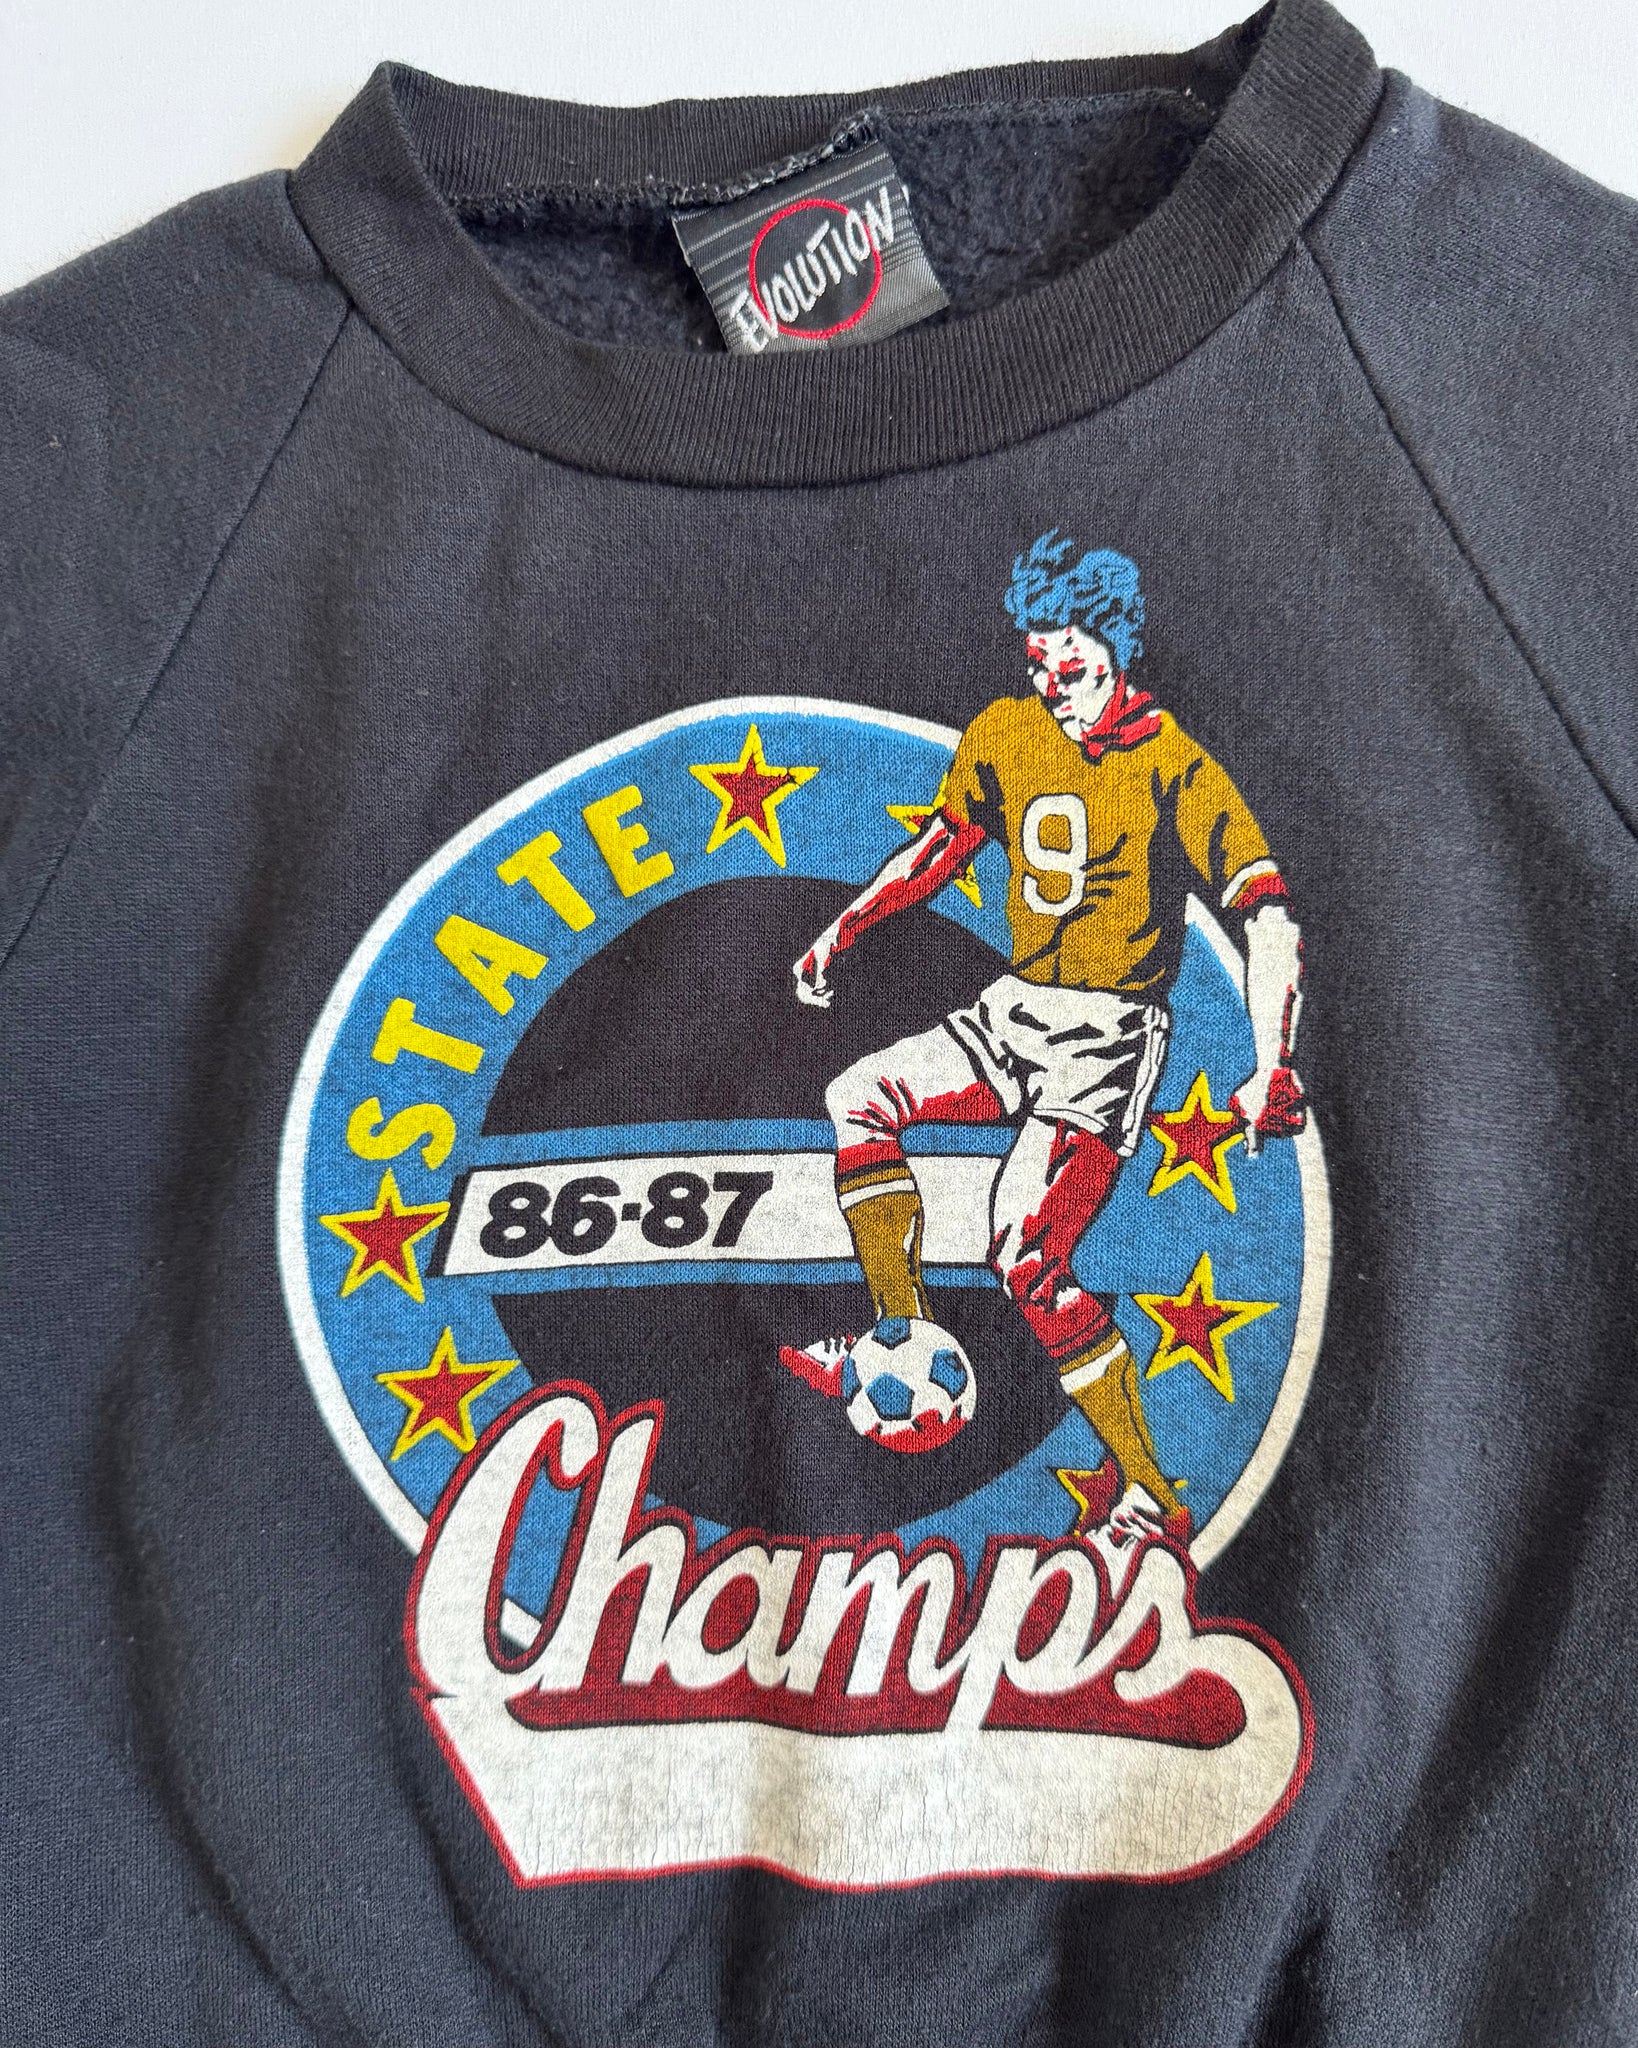 EVOLUTION
STATE
9
86-87
Champs